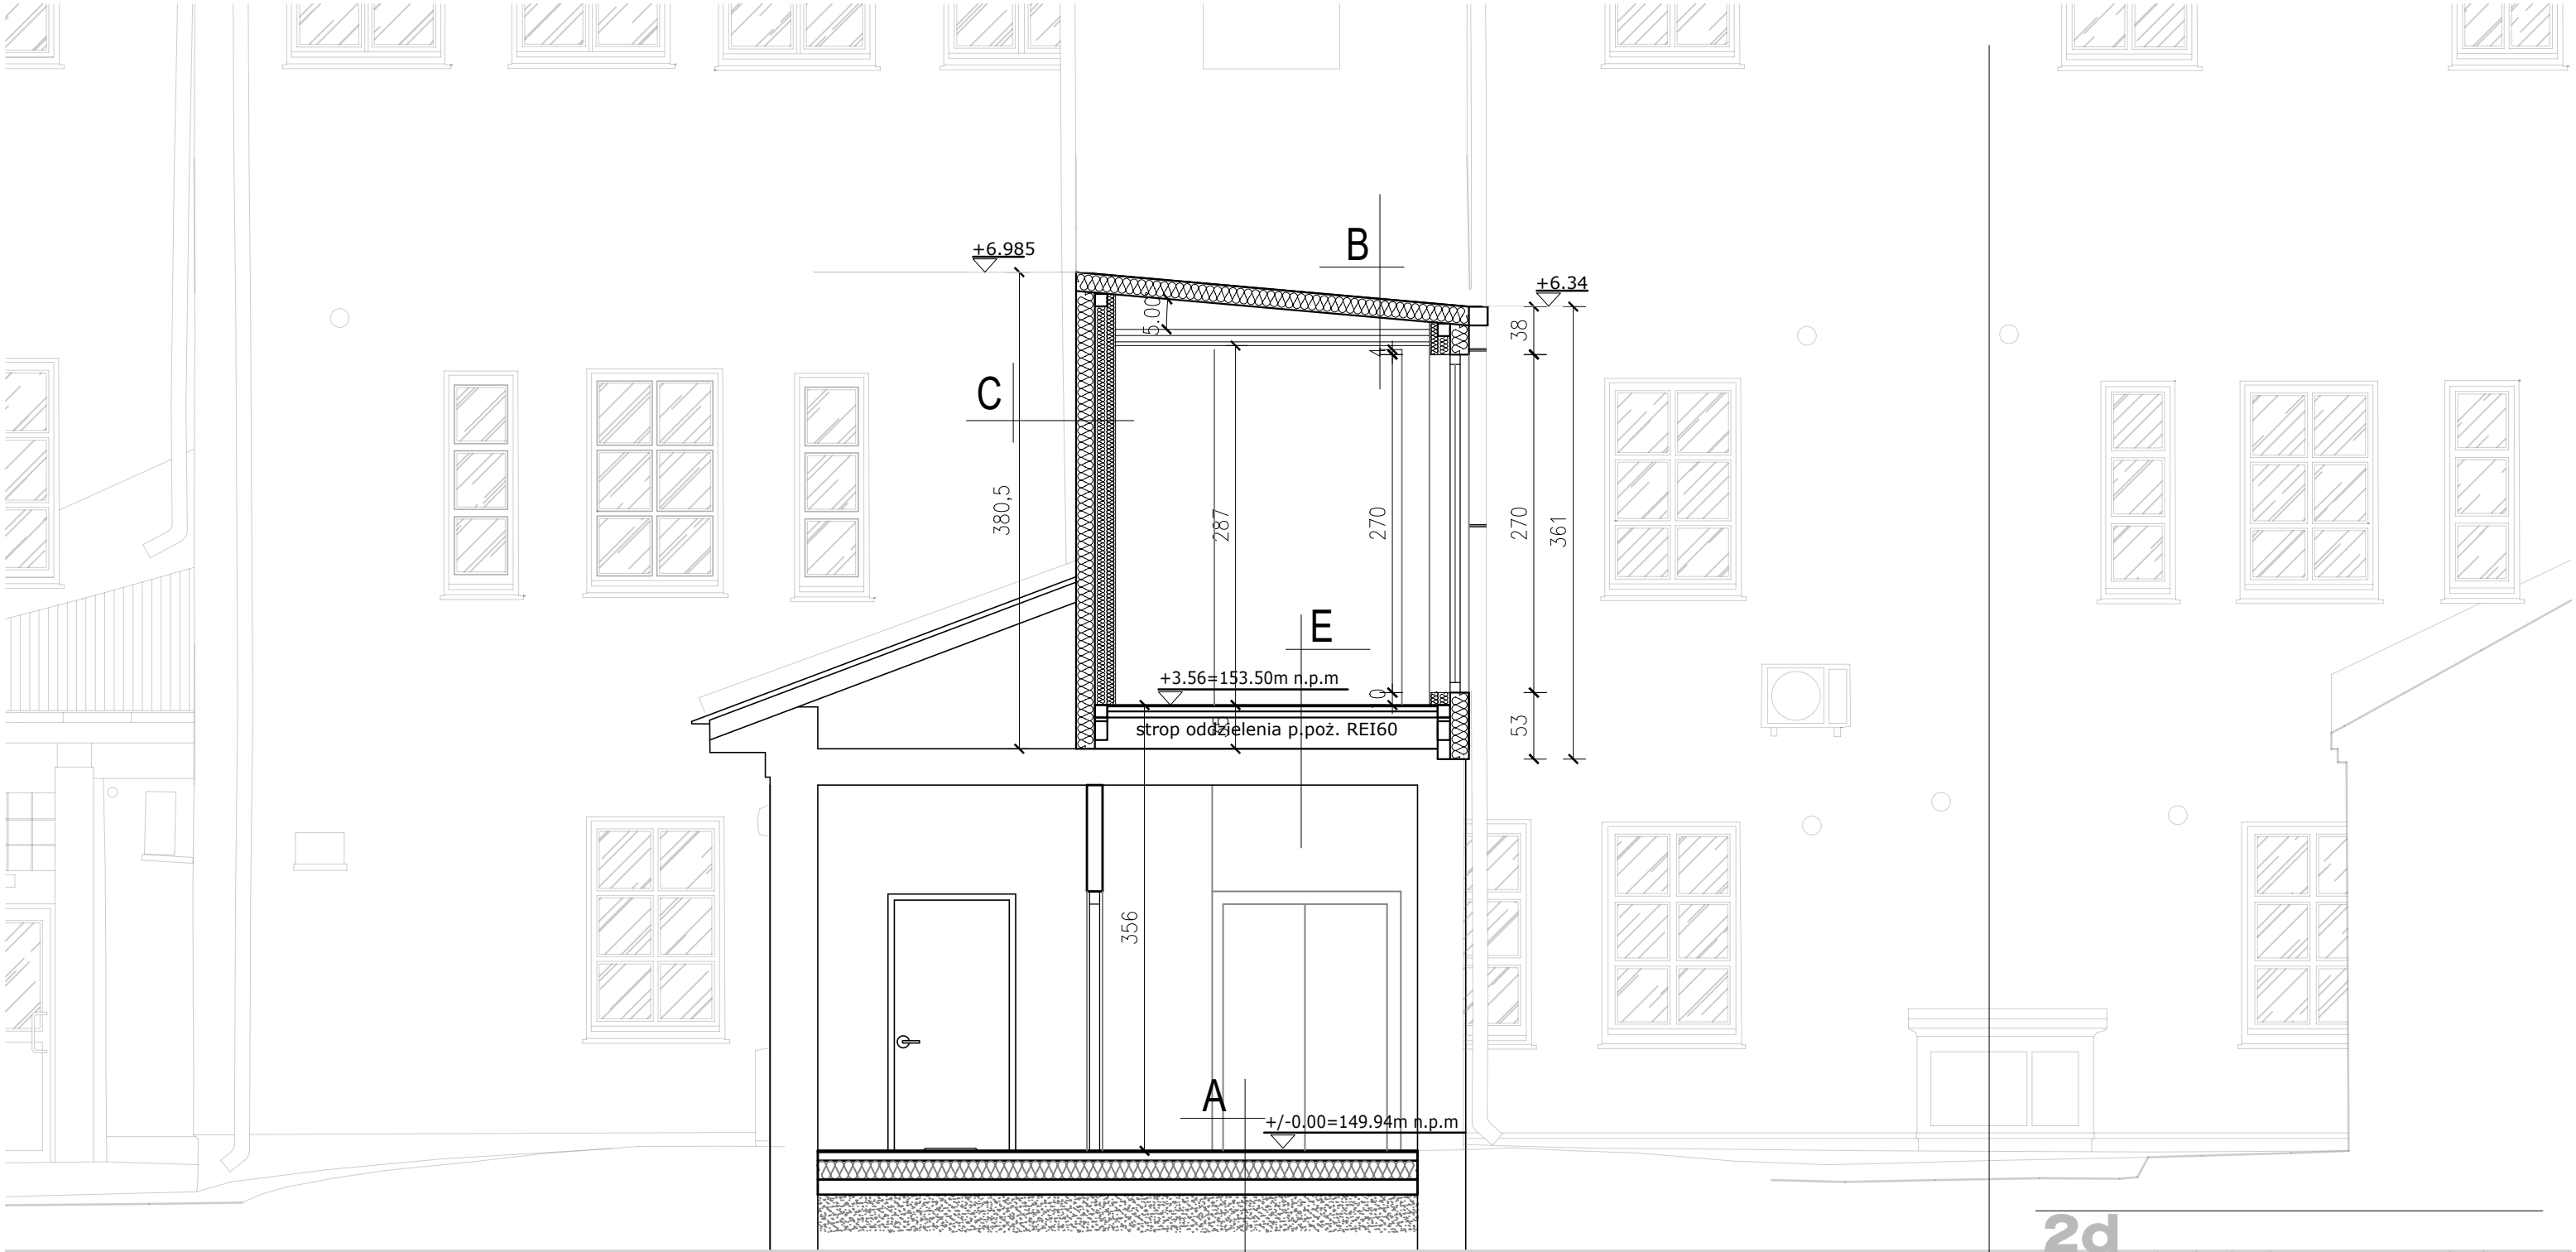 B
+6.985
+6.34
5.00
38
C
380,5
287
270
270
361
E
+3.56=153.50m n.p.m
strop oddzielenia p.poż. REI60
53
356
A
+/-0.00=149.94m n.p.m
2d